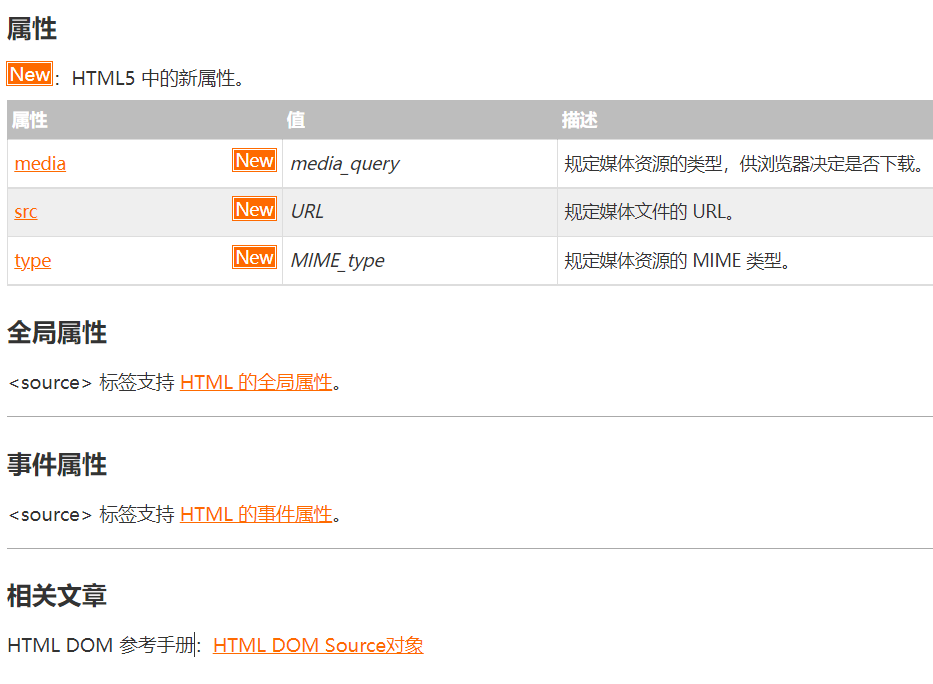 属性
New : HTML5 中的新属性。
属性 值 描述
media New media_query 规定媒体资源的类型，供浏览器决定是否下载。
src New URL 规定媒体文件的 URL。
type New MIME_type 规定媒体资源的 MIME 类型。
全局属性
<source> 标签支持 HTML 的全局属性。
事件属性
<source> 标签支持 HTML 的事件属性。
相关文章
HTML DOM 参考手册: HTML DOM Source对象